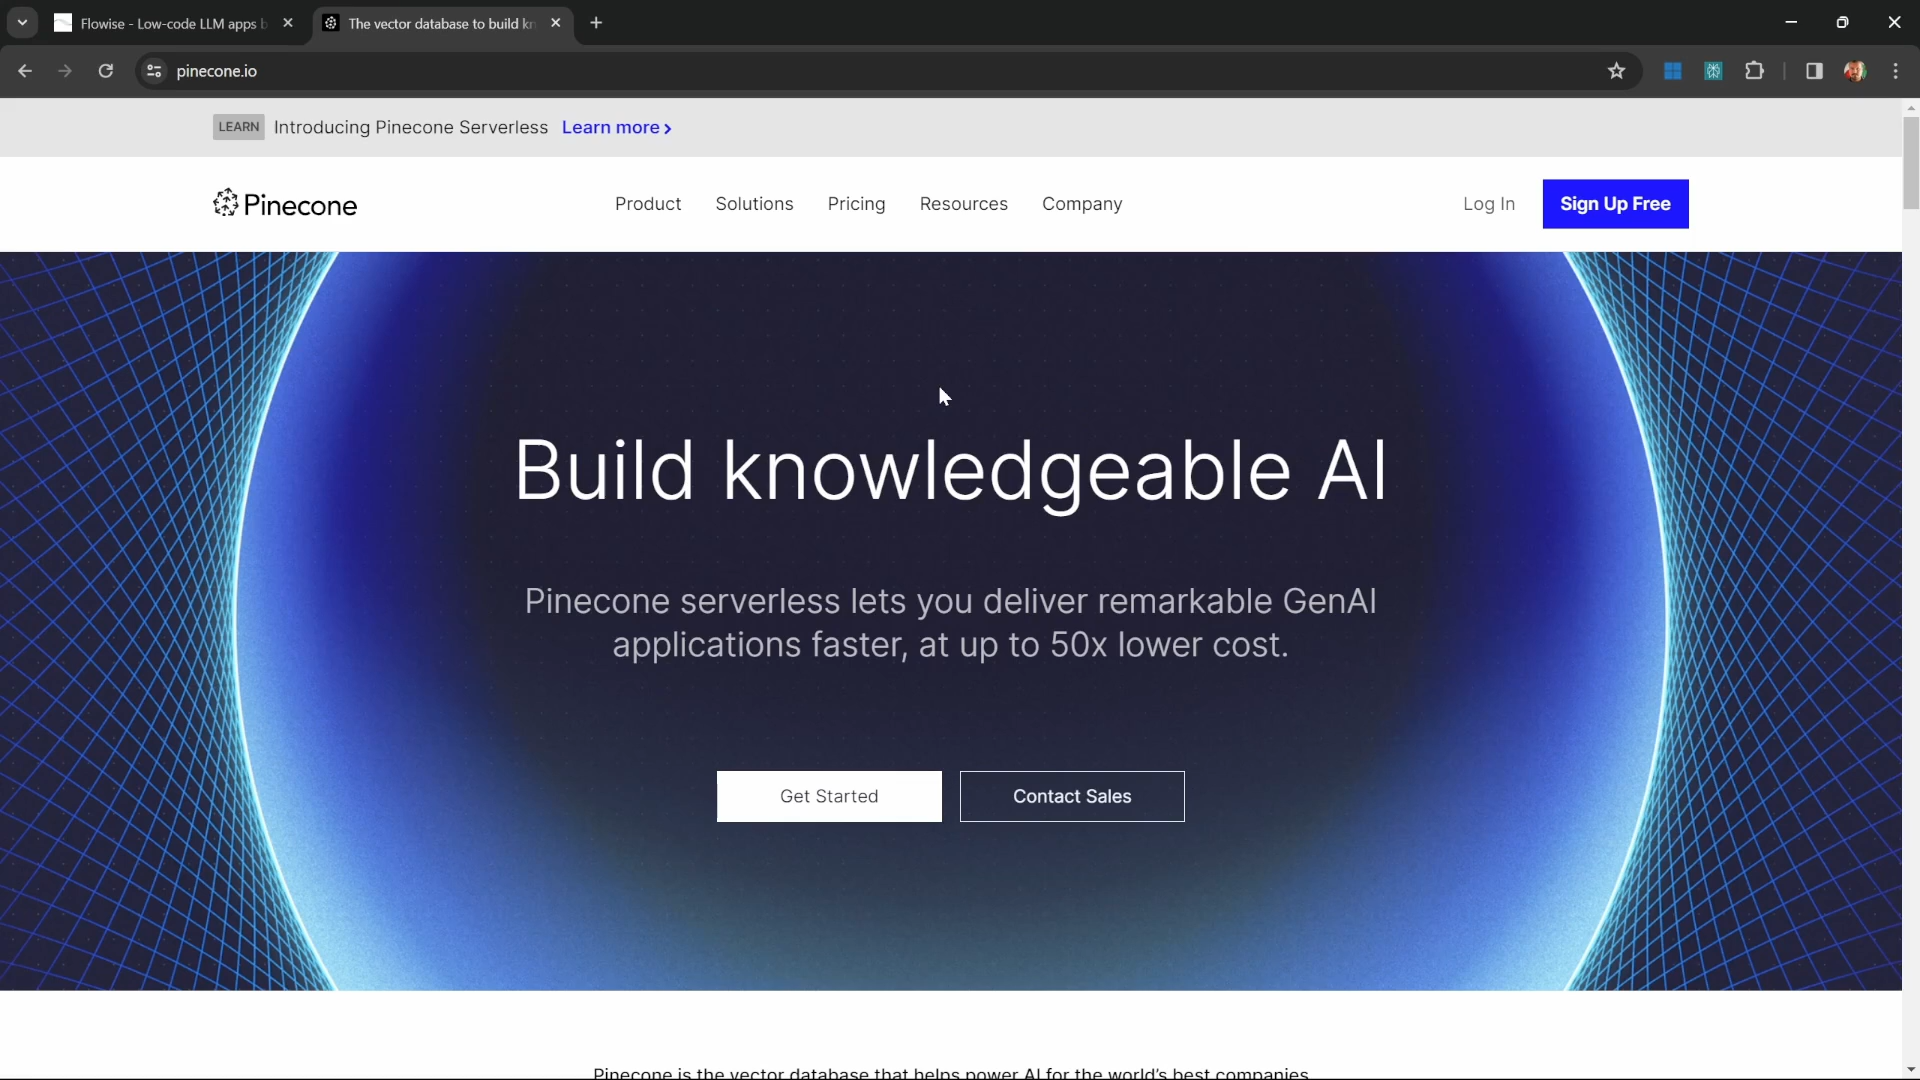 Flowise - Low-code LLM apps b
The vector database to build kn
pinecone.io
LEARN Introducing Pinecone Serverless Learn more
Pinecone
Product Solutions Pricing Resources Company
Log In Sign Up Free
Build knowledgeable AI
Pinecone serverless lets you deliver remarkable GenAI
applications faster, at up to 50x lower cost.
Get Started Contact Sales
Pinecone is the vector database that helps power AI for the world's best companies.